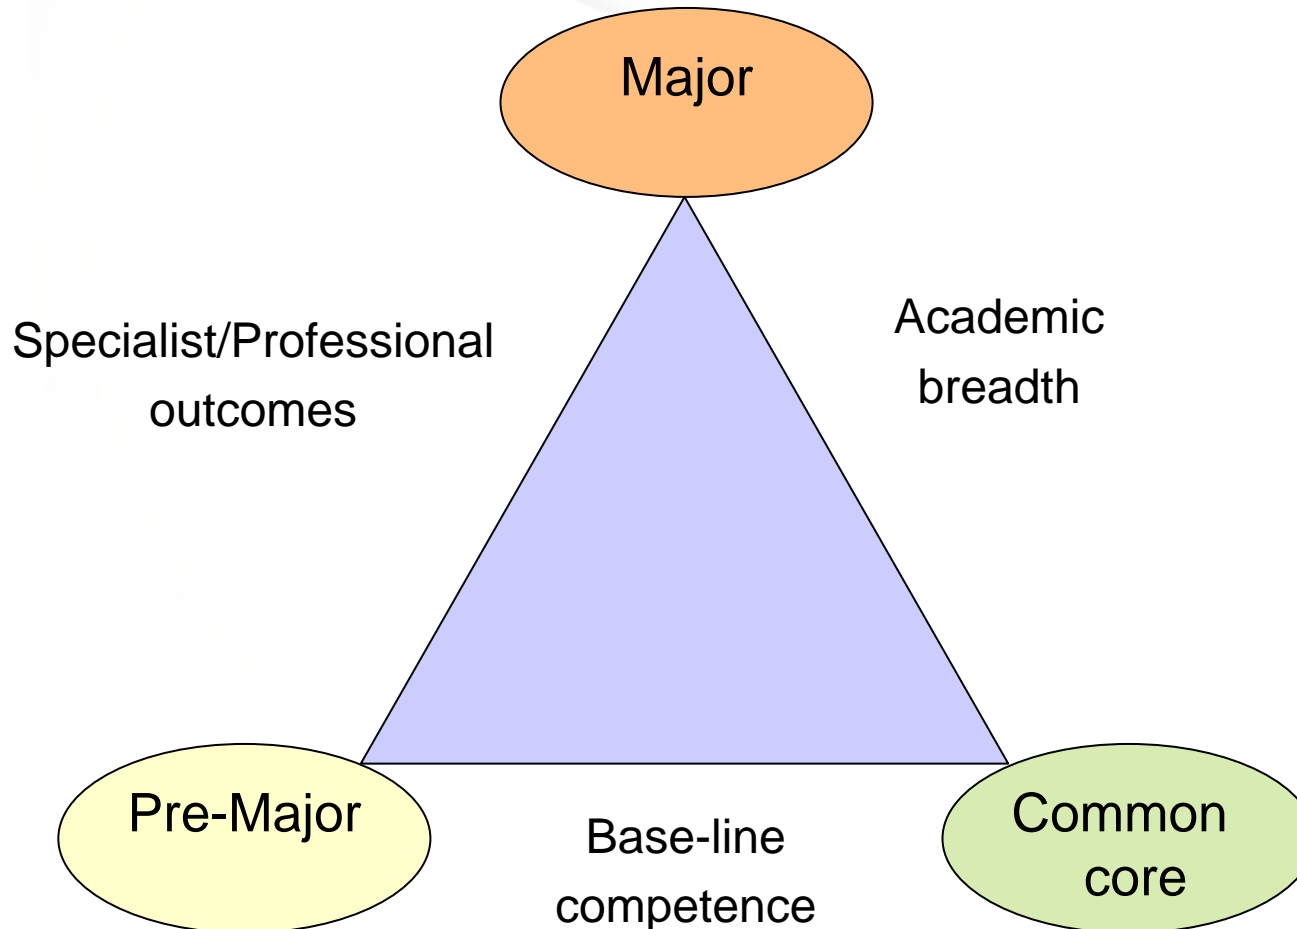 Major
Specialist/Professional
outcomes
Academic
breadth
Pre-Major
Base-line
competence
Common
core